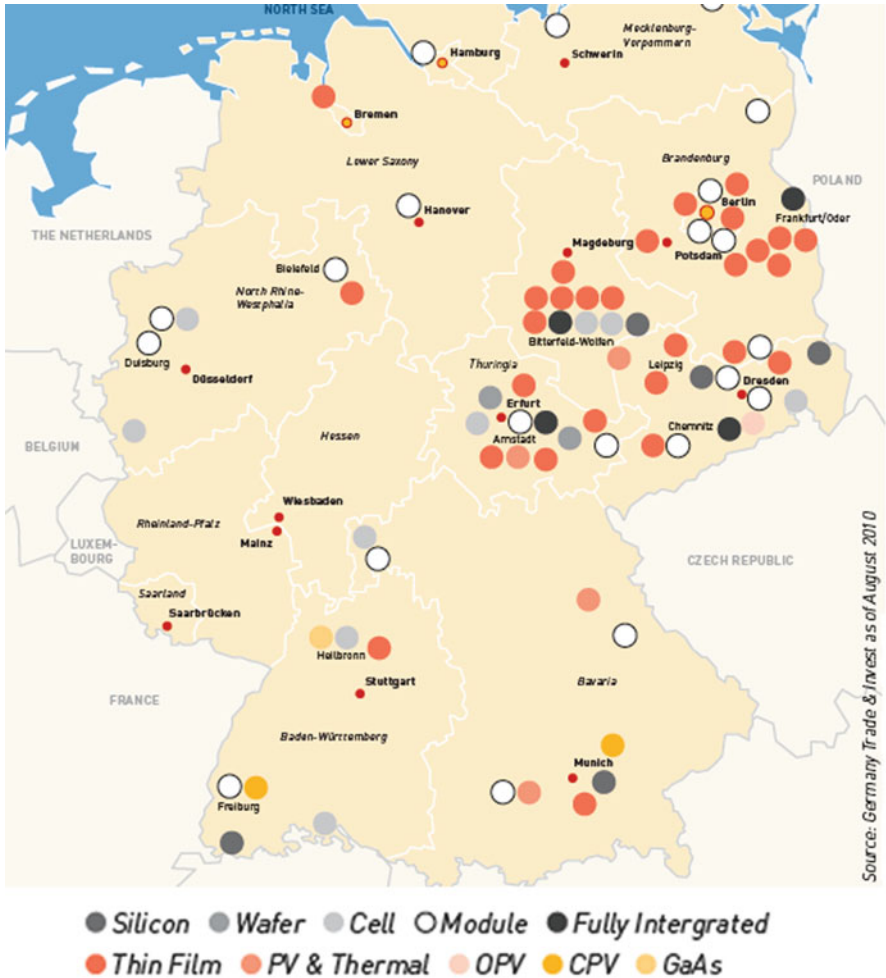 NORTH SEA
Mecklenburg-
Vorpommern
Hamburg
Schwerin
Bremen
Lower Saxony
Brandenburg
POLAND
Berlin
Hanover
Frankfurt/Oder
THE NETHERLANDS
Magdeburg
Potsdam
Bielefeld
North Rhine-
Westphalia
Bitterfeld-Wolfen
Duisburg
Thuringia
Leipzig
Düsseldorf
Dresden
Erfurt
Chemnitz
Arnstadt
Hessen
BELGIUM
Wiesbaden
Rheinland-Pfalz
Mainz
LUXEM-
BOURG
CZECH REPUBLIC
Saarland
Saarbrücken
Heilbronn
Stuttgart
Bavaria
FRANCE
Baden-Württemberg
Munich
Freiburg
Source: Germany Trade & Invest as of August 2010
Silicon Wafer Cell Module Fully Intergrated
Thin Film PV & Thermal OPV CPV GaAs